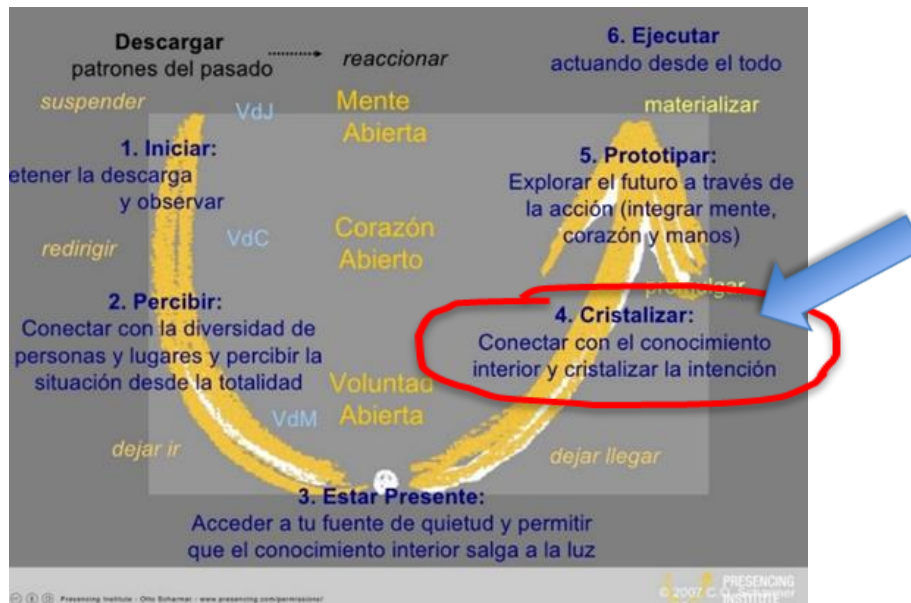 Descargar
patrones del pasado
reaccionar
6. Ejecutar
actuando desde el todo
suspender
VdJ
Mente
Abierta
materializar
1. Iniciar:
etener la descarga
y observar
5. Prototipar:
Explorar el futuro a través de
la acción (integrar mente,
corazón y manos)
redirigir
VdC
Corazón
Abierto
promulgar
2. Percibir:
Conectar con la diversidad de
personas y lugares y percibir la
situación desde la totalidad
4. Cristalizar:
Conectar con el conocimiento
interior y cristalizar la intención
Voluntad
Abierta
VdM
dejar ir
dejar llegar
3. Estar Presente:
Acceder a tu fuente de quietud y permitir
que el conocimiento interior salga a la luz
Presencing Institute - Otto Scharmer - www.presencing.com/permissions/
PRESENCING
INSTITUTE
© 2007 C. O. Scharmer